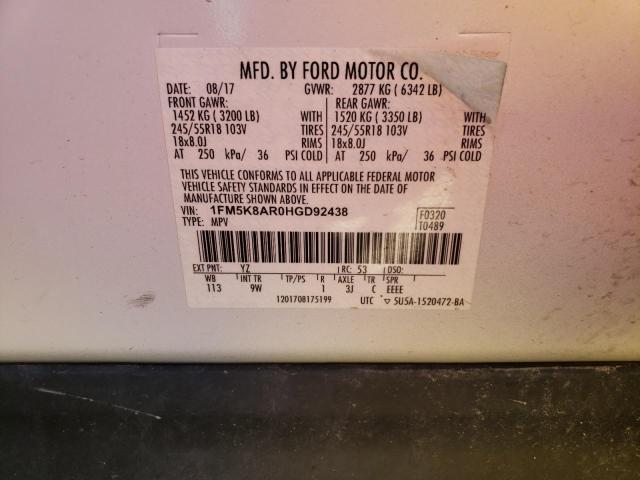 MFD. BY FORD MOTOR CO.
DATE: 08/17 GVWR: 2877 KG ( 6342 LB)
FRONT GAWR: REAR GAWR:
1452 KG ( 3200 LB) WITH 1520 KG ( 3350 LB) WITH
245/55R18 103V TIRES 245/55R18 103V TIRES
18x8.0J RIMS 18x8.0J RIMS
AT 250 kPa/ 36 PSI COLD AT 250 kPa/ 36 PSI COLD
THIS VEHICLE CONFORMS TO ALL APPLICABLE FEDERAL MOTOR
VEHICLE SAFETY STANDARDS IN EFFECT ON THE DATE OF
MANUFACTURE SHOWN ABOVE.
VIN: 1FM5K8AR0HGD92438 F0320
TYPE: MPV T0489
EXT PNT: YZ RC: 53 DSO:
WB INT TR TP/PS R AXLE TR SPR
113 9W 1 3J C EEEE
1201708175199 UTC ▽ SU5A-1520472-BA